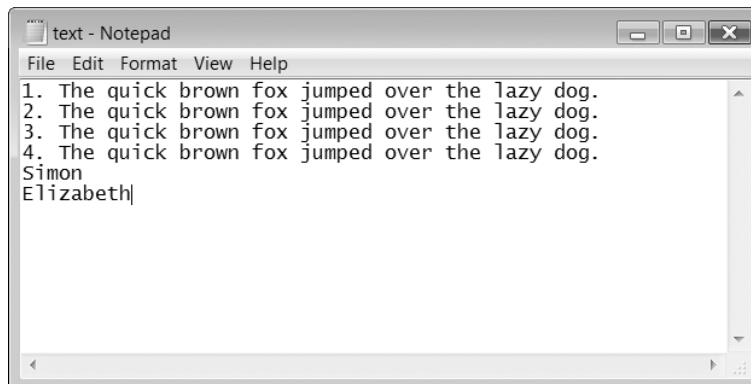 text - Notepad
File Edit Format View Help
1. The quick brown fox jumped over the lazy dog.
2. The quick brown fox jumped over the lazy dog.
3. The quick brown fox jumped over the lazy dog.
4. The quick brown fox jumped over the lazy dog.
Simon
Elizabeth